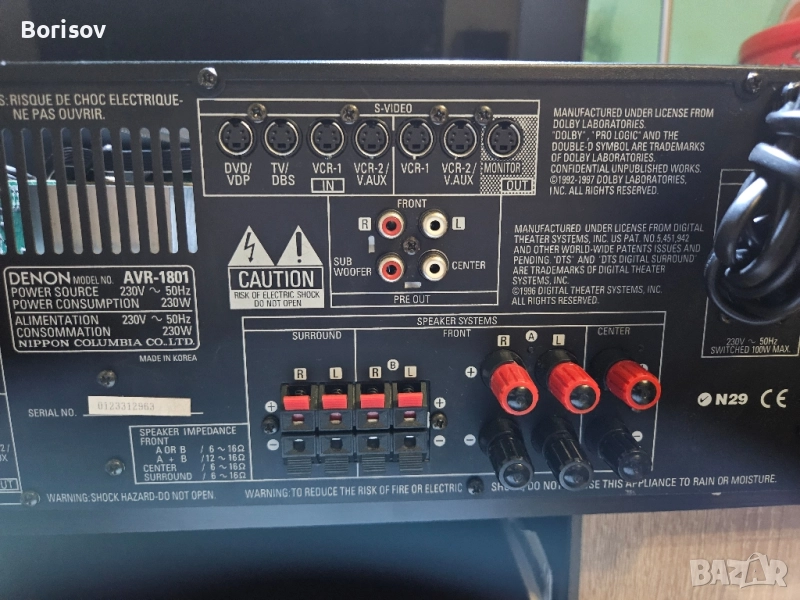 Borisov
S: RISQUE DE CHOC ELECTRIQUE-
NE PAS OUVRIR.
S-VIDEO
DVD/
VDP
TV/
DBS
VCR-1
VCR-2/
V.AUX
VCR-1
VCR-2/
V.AUX
MONITOR
IN
OUT
MANUFACTURED UNDER LICENSE FROM
DOLBY LABORATORIES.
"DOLBY", "PRO LOGIC" AND THE
DOUBLE-D SYMBOL ARE TRADEMARKS
OF DOLBY LABORATORIES.
CONFIDENTIAL UNPUBLISHED WORKS.
©1992-1997 DOLBY LABORATORIES,
INC. ALL RIGHTS RESERVED.
FRONT
R
L
SUB
WOOFER
CENTER
PRE OUT
CAUTION
RISK OF ELECTRIC SHOCK
DO NOT OPEN
MANUFACTURED UNDER LICENSE FROM DIGITAL
THEATER SYSTEMS, INC. US PAT. NO.5,451,942
AND OTHER WORLD-WIDE PATENTS ISSUED AND
PENDING. "DTS" AND "DTS DIGITAL SURROUND"
ARE TRADEMARKS OF DIGITAL THEATER
SYSTEMS, INC.
©1996 DIGITAL THEATER SYSTEMS, INC.
ALL RIGHTS RESERVED.
DENON MODEL NO. AVR-1801
POWER SOURCE 230V ~ 50Hz
POWER CONSUMPTION 230W
ALIMENTATION 230V ~ 50Hz
CONSOMMATION 230W
NIPPON COLUMBIA CO.,LTD.
MADE IN KOREA
SERIAL NO. 0123312963
SPEAKER SYSTEMS
SURROUND
FRONT
CENTER
R
L
R
B
L
R
A
L
+
+
+
−
−
−
SPEAKER IMPEDANCE
FRONT
A OR B / 6 ~ 16Ω
A + B /12 ~ 16Ω
CENTER / 6 ~ 16Ω
SURROUND / 6 ~ 16Ω
230V ~ 50Hz
SWITCHED 100W MAX.
N29 CE
2/
AUX
OUT
WARNING: SHOCK HAZARD-DO NOT OPEN.
WARNING: TO REDUCE THE RISK OF FIRE OR ELECTRIC SHOCK, DO NOT EXPOSE THIS APPLIANCE TO RAIN OR MOISTURE.
BAZAR